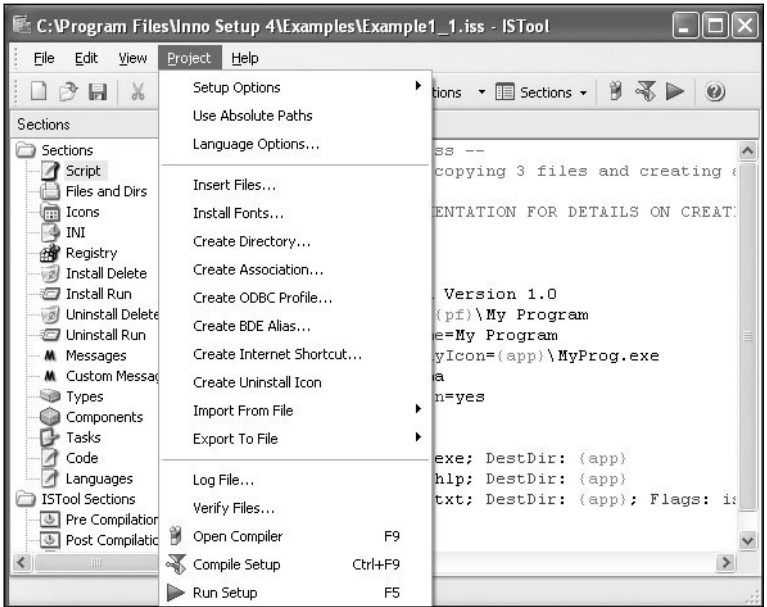 C:\Program Files\Inno Setup 4\Examples\Example1_1.iss - ISTool
File Edit View Project Help
Sections
Sections
Sections
Script
Files and Dirs
Icons
INI
Registry
Install Delete
Install Run
Uninstall Delete
Uninstall Run
Messages
Custom Messag
Types
Components
Tasks
Code
Languages
ISTool Sections
Pre Compilation
Post Compilatio
Setup Options
Use Absolute Paths
Language Options...
Insert Files...
Install Fonts...
Create Directory...
Create Association...
Create ODBC Profile...
Create BDE Alias...
Create Internet Shortcut...
Create Uninstall Icon
Import From File
Export To File
Log File...
Verify Files...
Open Compiler F9
Compile Setup Ctrl+F9
Run Setup F5
ss --
copying 3 files and creating
ENTATION FOR DETAILS ON CREAT
Version 1.0
{pf}\My Program
e=My Program
yIcon={app}\MyProg.exe
a
n=yes
exe; DestDir: {app}
hlp; DestDir: {app}
txt; DestDir: {app}; Flags: is